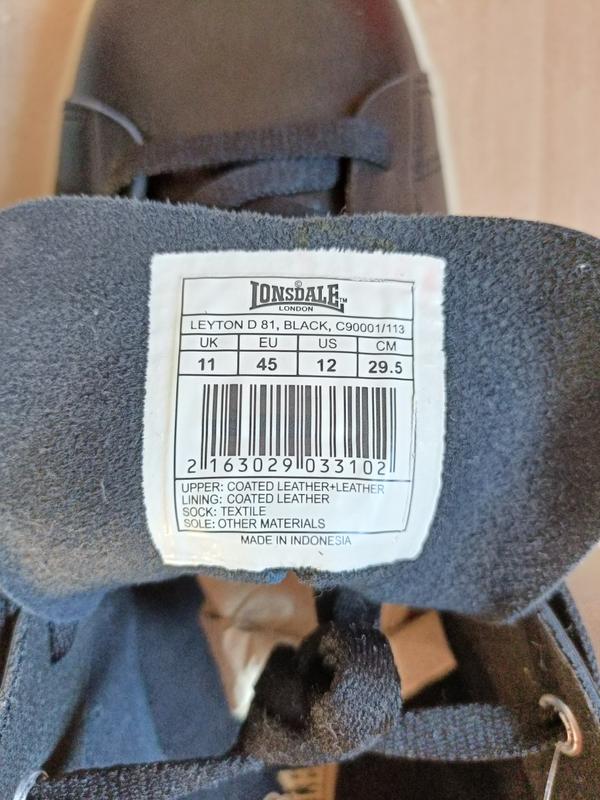 ©
LONSDALE™
LONDON
LEYTON D 81, BLACK, C90001/113
UK EU US CM
11 45 12 29.5
2 163029 033102
UPPER: COATED LEATHER+LEATHER
LINING: COATED LEATHER
SOCK: TEXTILE
SOLE: OTHER MATERIALS
MADE IN INDONESIA